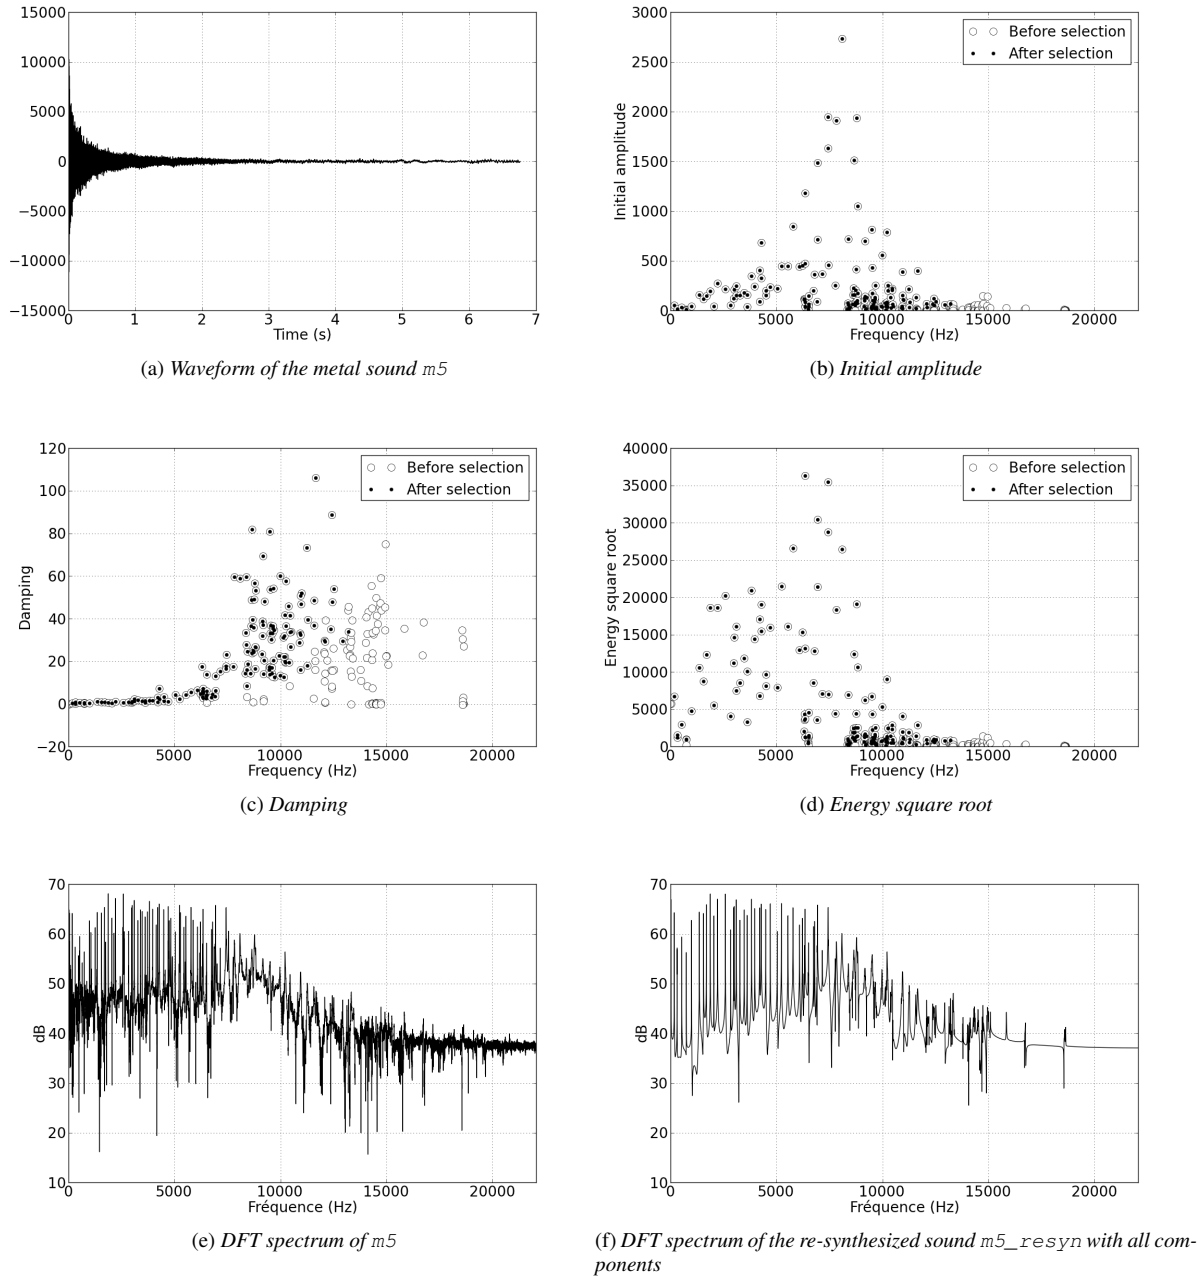 15000
10000
5000
0
−5000
−10000
−15000
0 1 2 3 4 5 6 7
Time (s)
(a) Waveform of the metal sound m5
3000
2500
2000
1500
1000
500
0
0 5000 10000 15000 20000
Initial amplitude
Frequency (Hz)
Before selection
After selection
(b) Initial amplitude
120
100
80
60
40
20
0
−20
0 5000 10000 15000 20000
Damping
Frequency (Hz)
Before selection
After selection
(c) Damping
40000
35000
30000
25000
20000
15000
10000
5000
0
0 5000 10000 15000 20000
Energy square root
Frequency (Hz)
Before selection
After selection
(d) Energy square root
70
60
50
40
30
20
10
0 5000 10000 15000 20000
dB
Fréquence (Hz)
(e) DFT spectrum of m5
70
60
50
40
30
20
10
0 5000 10000 15000 20000
dB
Fréquence (Hz)
(f) DFT spectrum of the re-synthesized sound m5_resyn with all com-
ponents